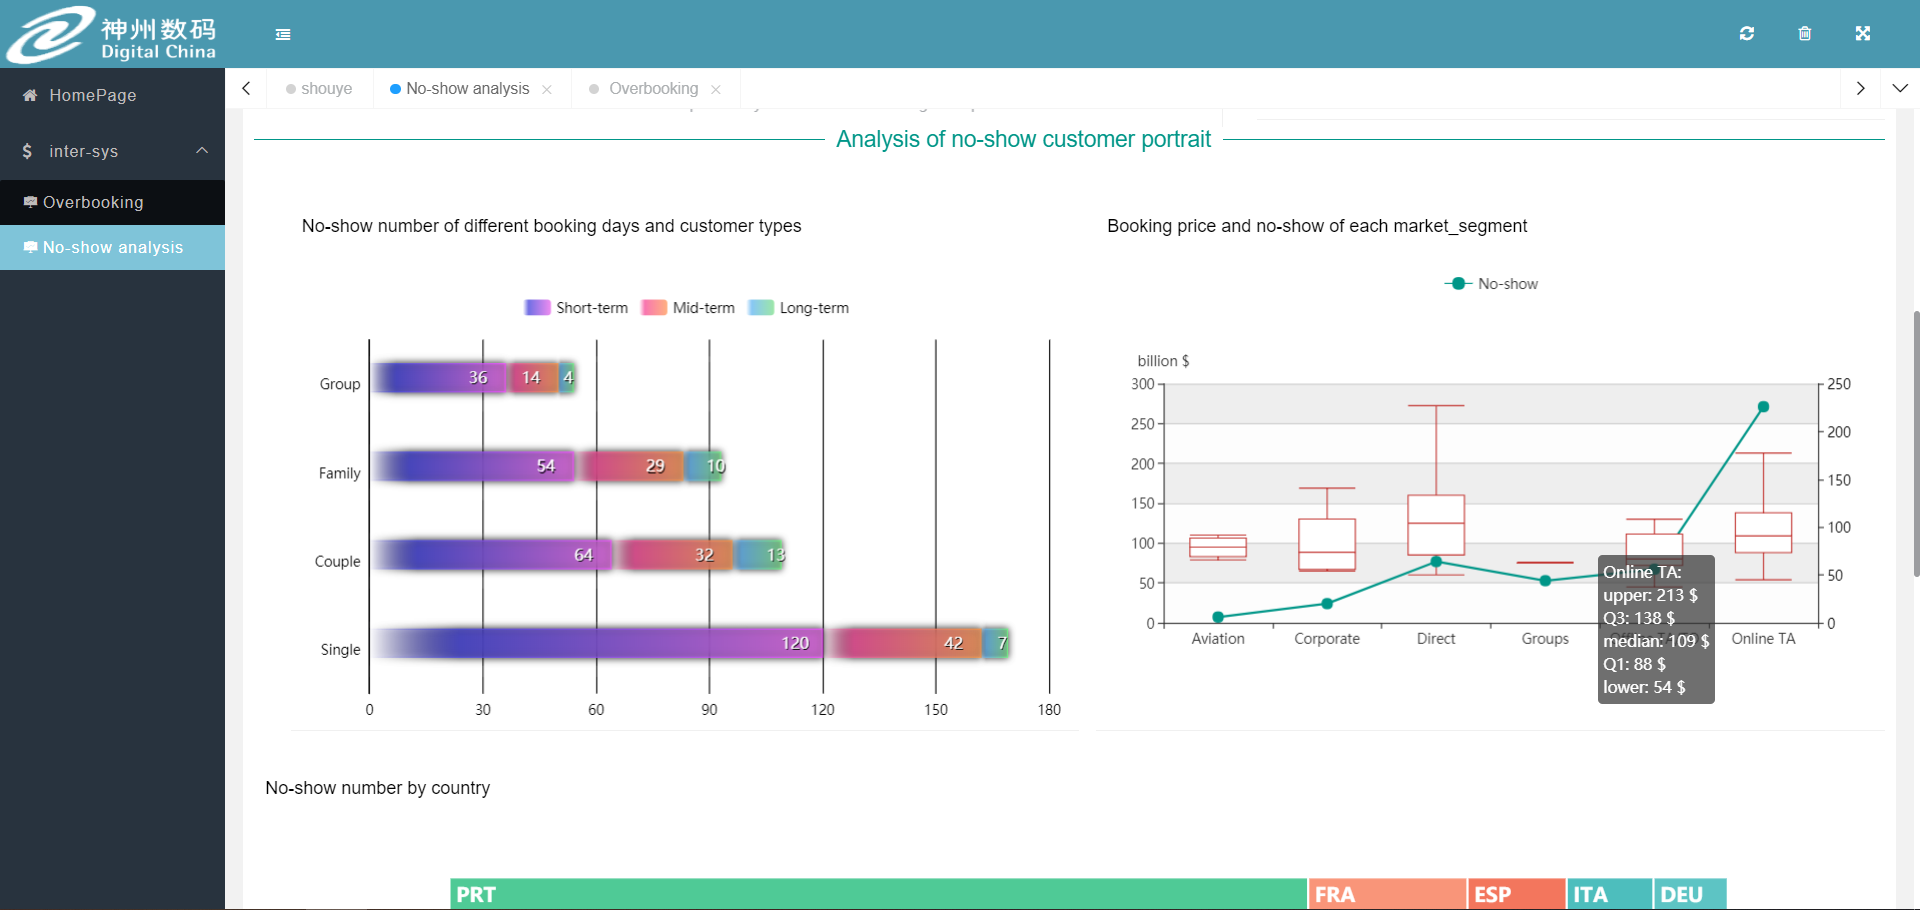 神州数码
Digital China
HomePage
inter-sys
Overbooking
No-show analysis
shouye
No-show analysis
Overbooking
Analysis of no-show customer portrait
No-show number of different booking days and customer types
Short-term
Mid-term
Long-term
Group
36
14
4
Family
54
29
10
Couple
64
32
13
Single
120
42
7
0
30
60
90
120
150
180
Booking price and no-show of each market_segment
No-show
billion $
300
250
200
150
100
50
0
250
200
150
100
50
0
Aviation
Corporate
Direct
Groups
Online TA
Online TA:
upper: 213 $
Q3: 138 $
median: 109 $
Q1: 88 $
lower: 54 $
No-show number by country
PRT
FRA
ESP
ITA
DEU